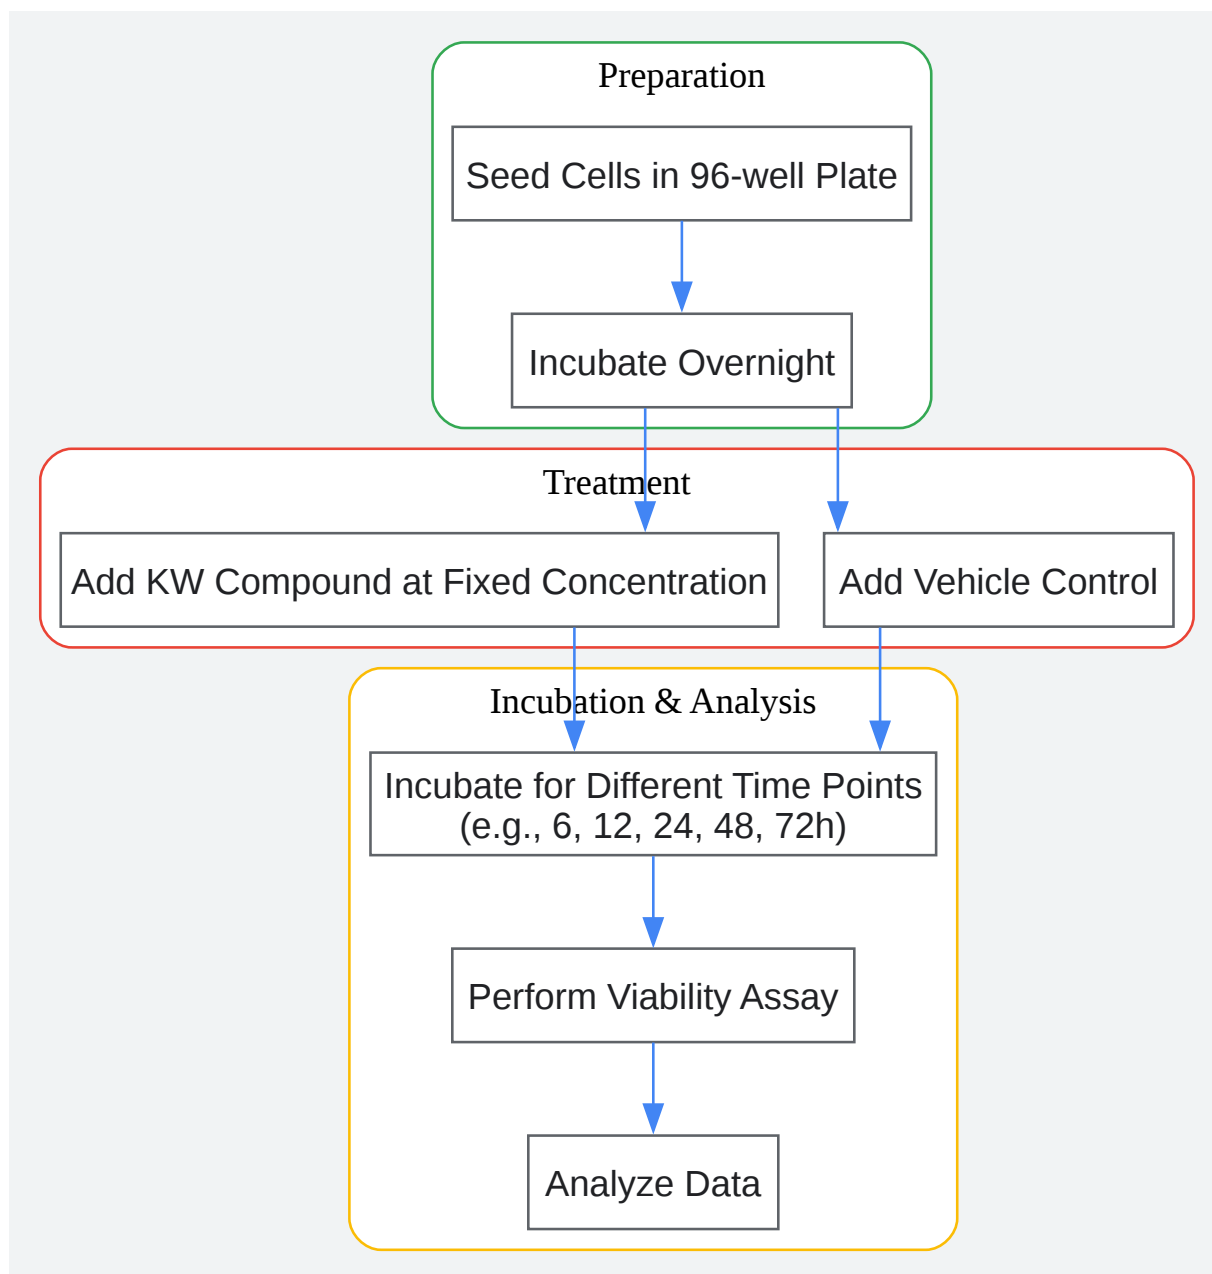 Preparation
Seed Cells in 96-well Plate
Incubate Overnight
Treatment
Add KW Compound at Fixed Concentration
Add Vehicle Control
Incubation & Analysis
Incubate for Different Time Points
(e.g., 6, 12, 24, 48, 72h)
Perform Viability Assay
Analyze Data